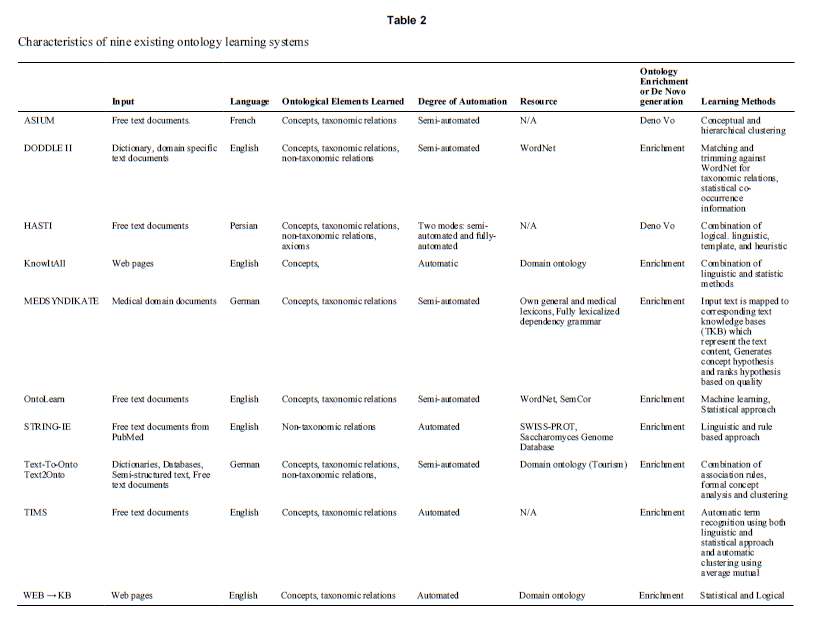 Table 2
Characteristics of nine existing ontology learning systems
Input Language Ontological Elements Learned Degree of Automation Resource Ontology Enrichment or De Novo generation Learning Methods
ASIUM Free text documents. French Concepts, taxonomic relations Semi-automated N/A Deno Vo Conceptual and
hierarchical clustering
DODDLE II Dictionary, domain specific English Concepts, taxonomic relations, Semi-automated WordNet Enrichment Matching and
text documents non-taxonomic relations trimming against
WordNet for
taxonomic relations,
statistical co-
occurrence
information
HASTI Free text documents Persian Concepts, taxonomic relations, Two modes: semi- N/A Deno Vo Combination of
non-taxonomic relations, automated and fully- logical. linguistic,
axioms automated template, and heuristic
KnowItAll Web pages English Concepts, Automatic Domain ontology Enrichment Combination of
linguistic and statistic
methods
MEDSYNDIKATE Medical domain documents German Concepts, taxonomic relations Semi-automated Own general and medical Enrichment Input text is mapped to
lexicons, Fully lexicalized corresponding text
dependency grammar knowledge bases
(TKB) which
represent the text
content, Generates
concept hypothesis
and ranks hypothesis
based on quality
OntoLearn Free text documents English Concepts, taxonomic relations Semi-automated WordNet, SemCor Enrichment Machine learning,
Statistical approach
STRING-IE Free text documents from English Non-taxonomic relations Automated SWISS-PROT, Enrichment Linguistic and rule
PubMed Saccharomyces Genome based approach
Database
Text-To-Onto Dictionaries, Databases, German Concepts, taxonomic relations, Semi-automated Domain ontology (Tourism) Enrichment Combination of
Text2Onto Semi-structured text, Free non-taxonomic relations, association rules,
text documents formal concept
analysis and clustering
TIMS Free text documents English Concepts, taxonomic relations Automated N/A Enrichment Automatic term
recognition using both
linguistic and
statistical approach
and automatic
clustering using
average mutual
WEB → KB Web pages English Concepts, taxonomic relations Automated Domain ontology Enrichment Statistical and Logical